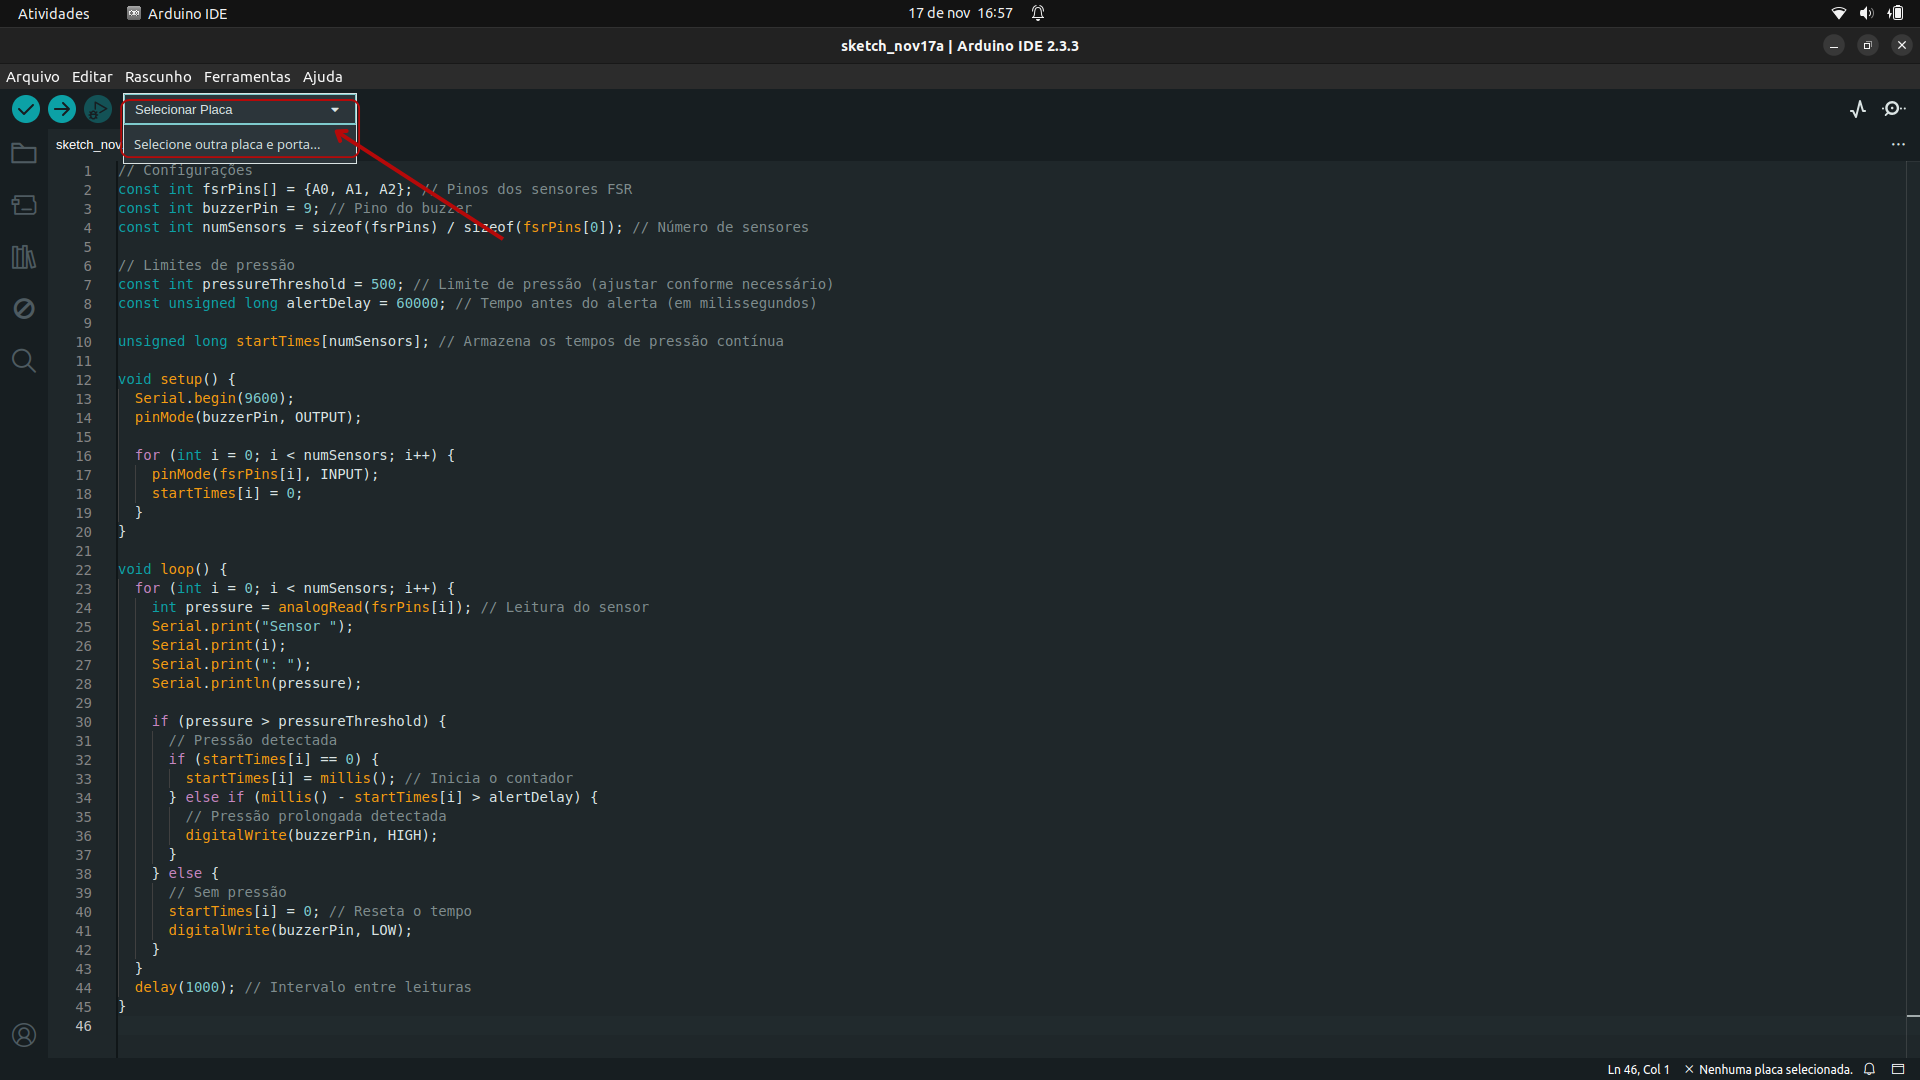 Atividades Arduino IDE 17 de nov 16:57
sketch_nov17a | Arduino IDE 2.3.3
Arquivo Editar Rascunho Ferramentas Ajuda
Selecionar Placa
Selecione outra placa e porta...
sketch_nov
1 // Configurações
2 const int fsrPins[] = {A0, A1, A2}; // Pinos dos sensores FSR
3 const int buzzerPin = 9; // Pino do buzzer
4 const int numSensors = sizeof(fsrPins) / sizeof(fsrPins[0]); // Número de sensores
5
6 // Limites de pressão
7 const int pressureThreshold = 500; // Limite de pressão (ajustar conforme necessário)
8 const unsigned long alertDelay = 60000; // Tempo antes do alerta (em milissegundos)
9
10 unsigned long startTimes[numSensors]; // Armazena os tempos de pressão contínua
11
12 void setup() {
13 Serial.begin(9600);
14 pinMode(buzzerPin, OUTPUT);
15
16 for (int i = 0; i < numSensors; i++) {
17 pinMode(fsrPins[i], INPUT);
18 startTimes[i] = 0;
19 }
20 }
21
22 void loop() {
23 for (int i = 0; i < numSensors; i++) {
24 int pressure = analogRead(fsrPins[i]); // Leitura do sensor
25 Serial.print("Sensor ");
26 Serial.print(i);
27 Serial.print(": ");
28 Serial.println(pressure);
29
30 if (pressure > pressureThreshold) {
31 // Pressão detectada
32 if (startTimes[i] == 0) {
33 startTimes[i] = millis(); // Inicia o contador
34 } else if (millis() - startTimes[i] > alertDelay) {
35 // Pressão prolongada detectada
36 digitalWrite(buzzerPin, HIGH);
37 }
38 } else {
39 // Sem pressão
40 startTimes[i] = 0; // Reseta o tempo
41 digitalWrite(buzzerPin, LOW);
42 }
43 }
44 delay(1000); // Intervalo entre leituras
45 }
46
Ln 46, Col 1 × Nenhuma placa selecionada.